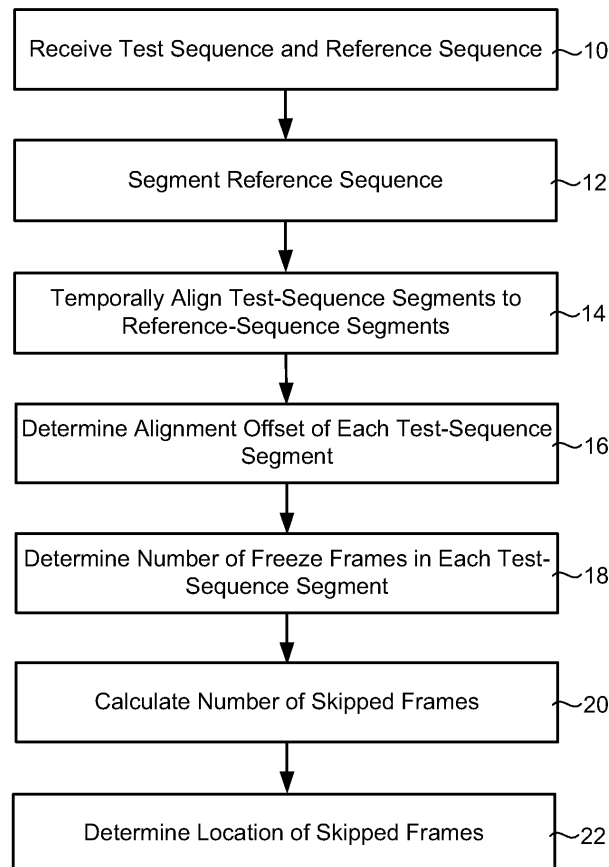 Receive Test Sequence and Reference Sequence
10
Segment Reference Sequence
12
Temporally Align Test-Sequence Segments to
Reference-Sequence Segments
14
Determine Alignment Offset of Each Test-Sequence
Segment
16
Determine Number of Freeze Frames in Each Test-
Sequence Segment
18
Calculate Number of Skipped Frames
20
Determine Location of Skipped Frames
22